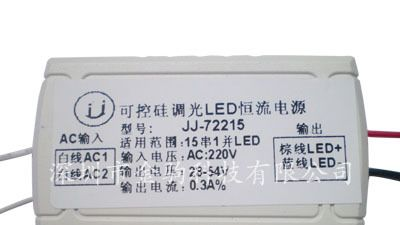 可控硅调光LED恒流电源
型号: JJ-72215
AC输入
白线AC1
白线AC2
适用范围: 15串1并LED
输入电压: AC:220V
输出电压: 28-54V
输出电流: 0.3A%
输出
棕线LED+
蓝线LED-